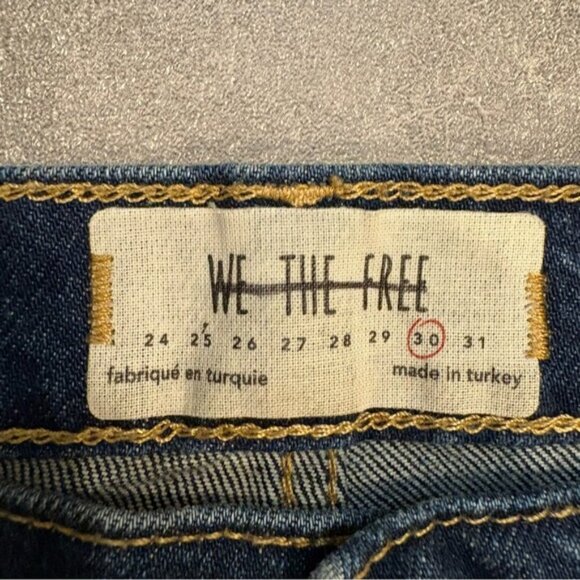 WE THE FREE
24 25 26 27 28 29 30 31
fabriqué en turquie made in turkey